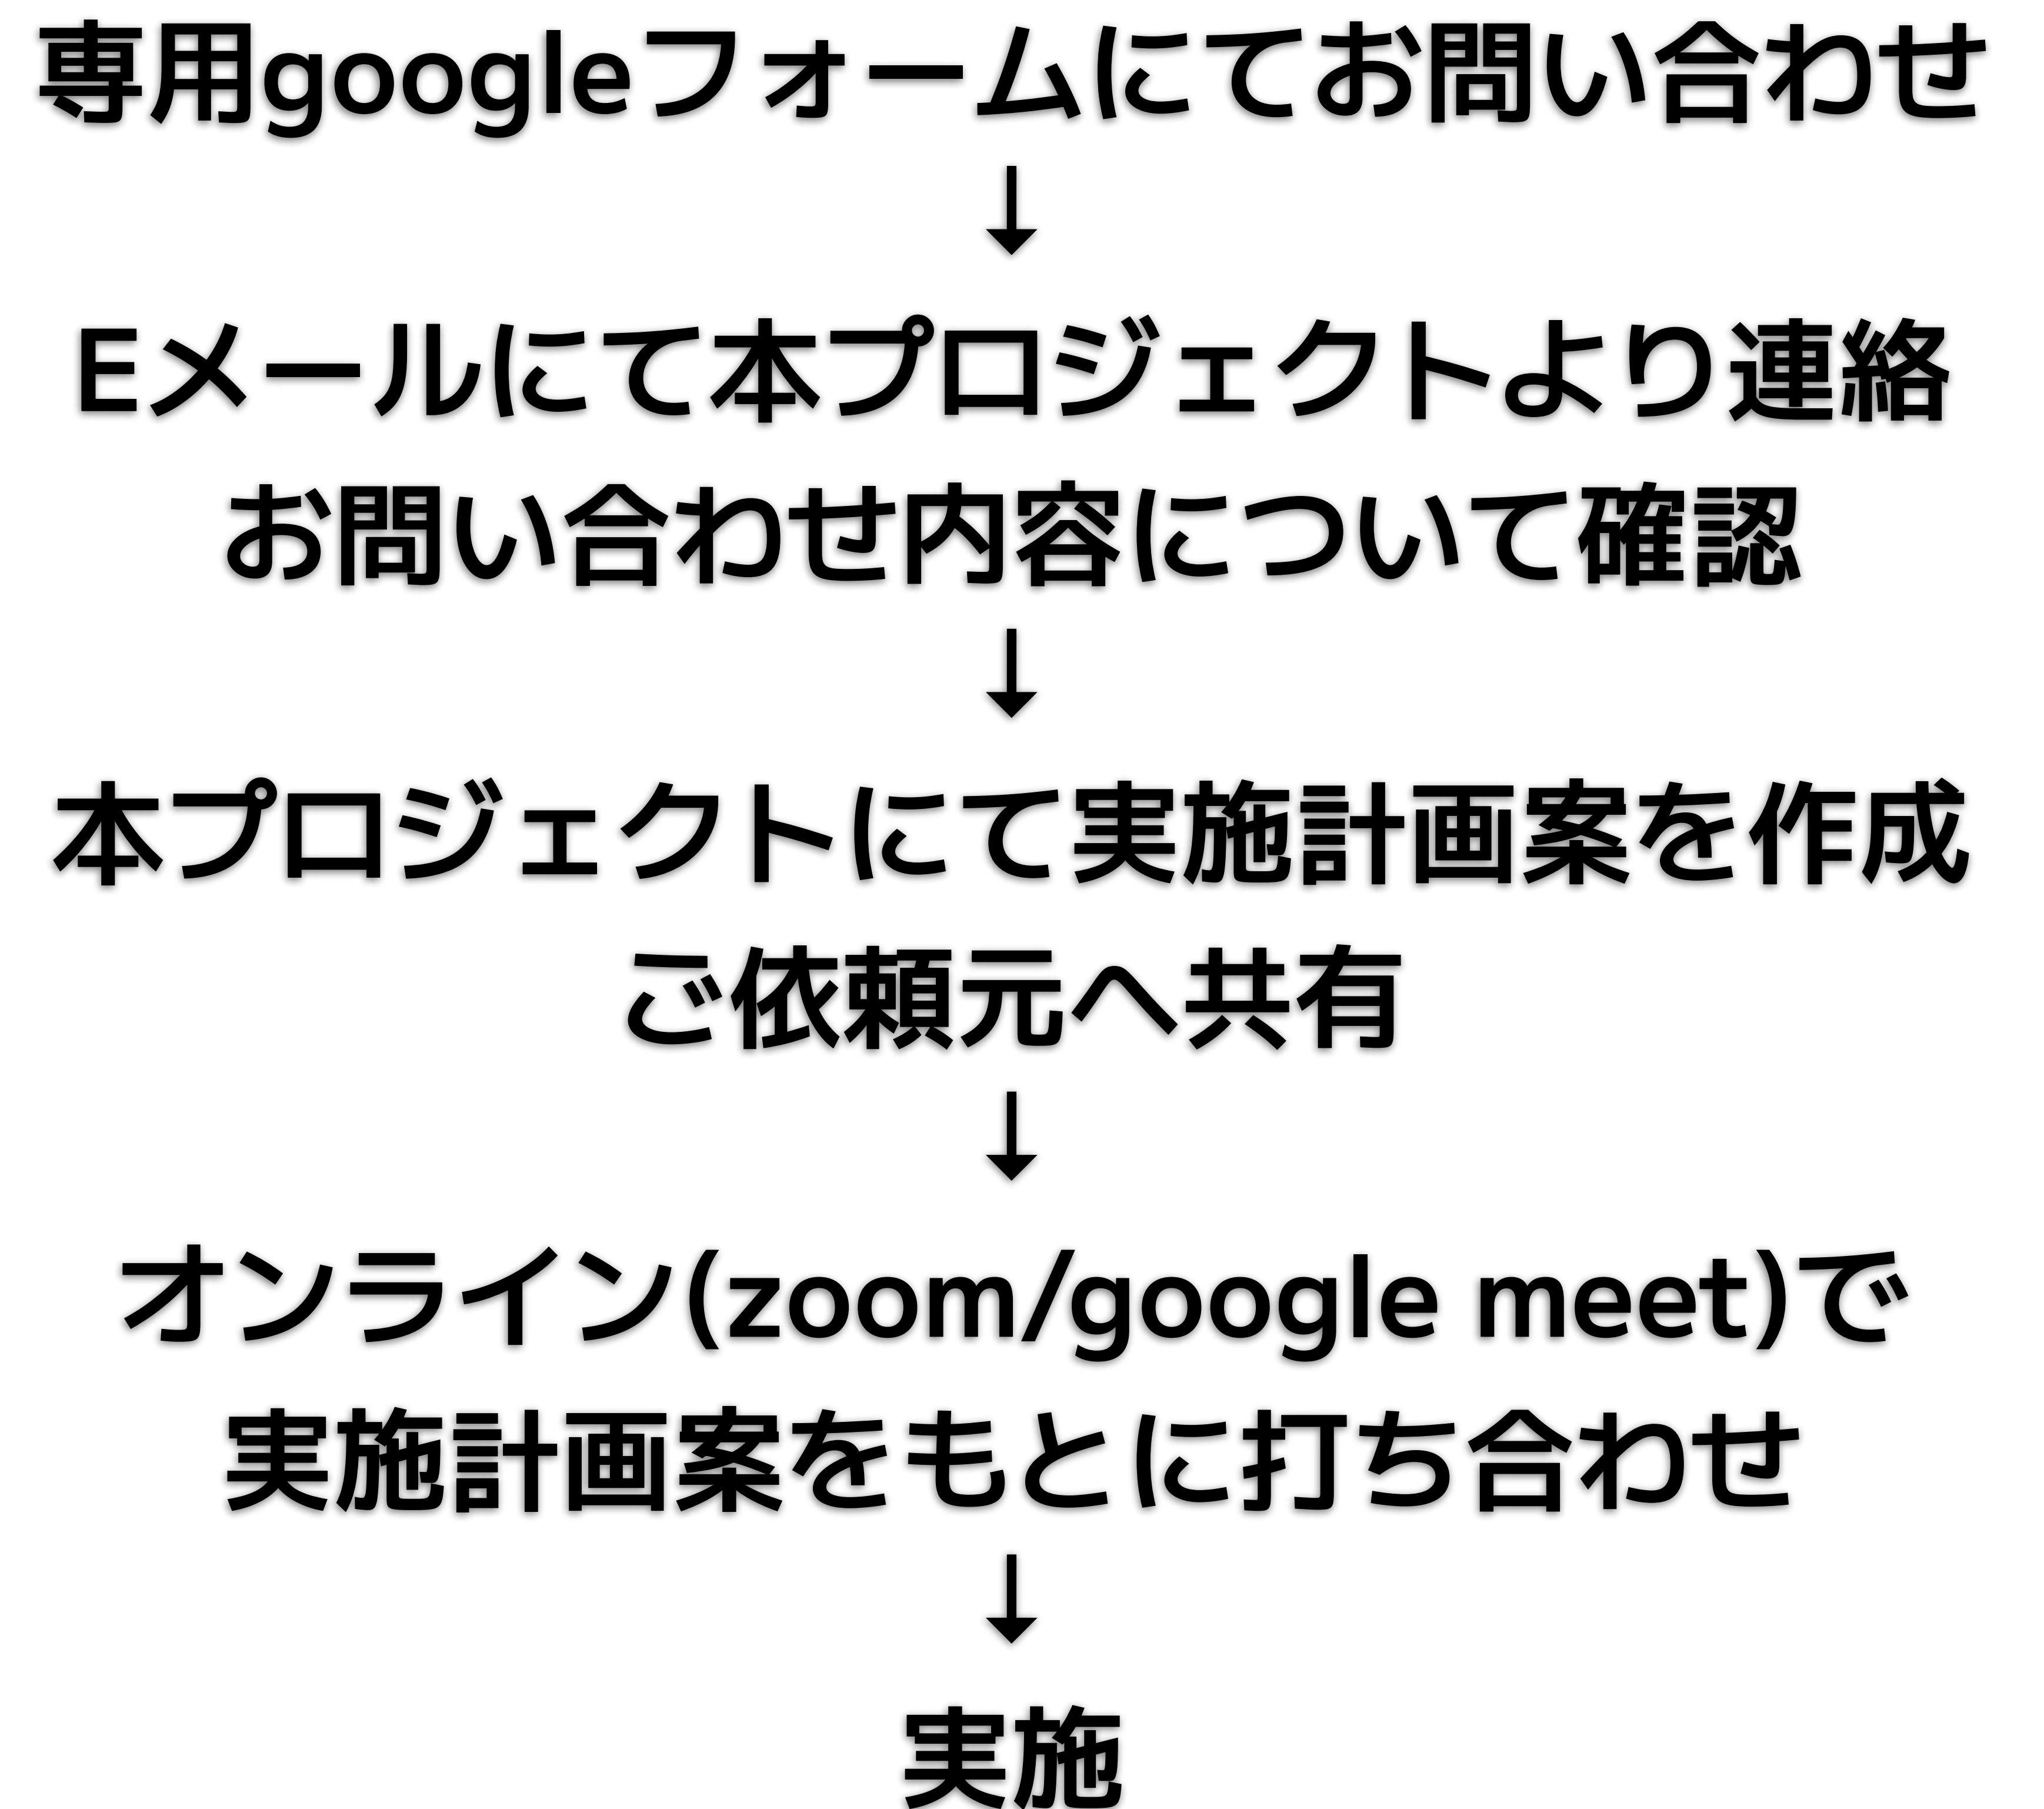 専用googleフォームにてお問い合わせ
↓
Eメールにて本プロジェクトより連絡
お問い合わせ内容について確認
↓
本プロジェクトにて実施計画案を作成
ご依頼元へ共有
↓
オンライン(zoom/google meet)で
実施計画案をもとに打ち合わせ
↓
実施